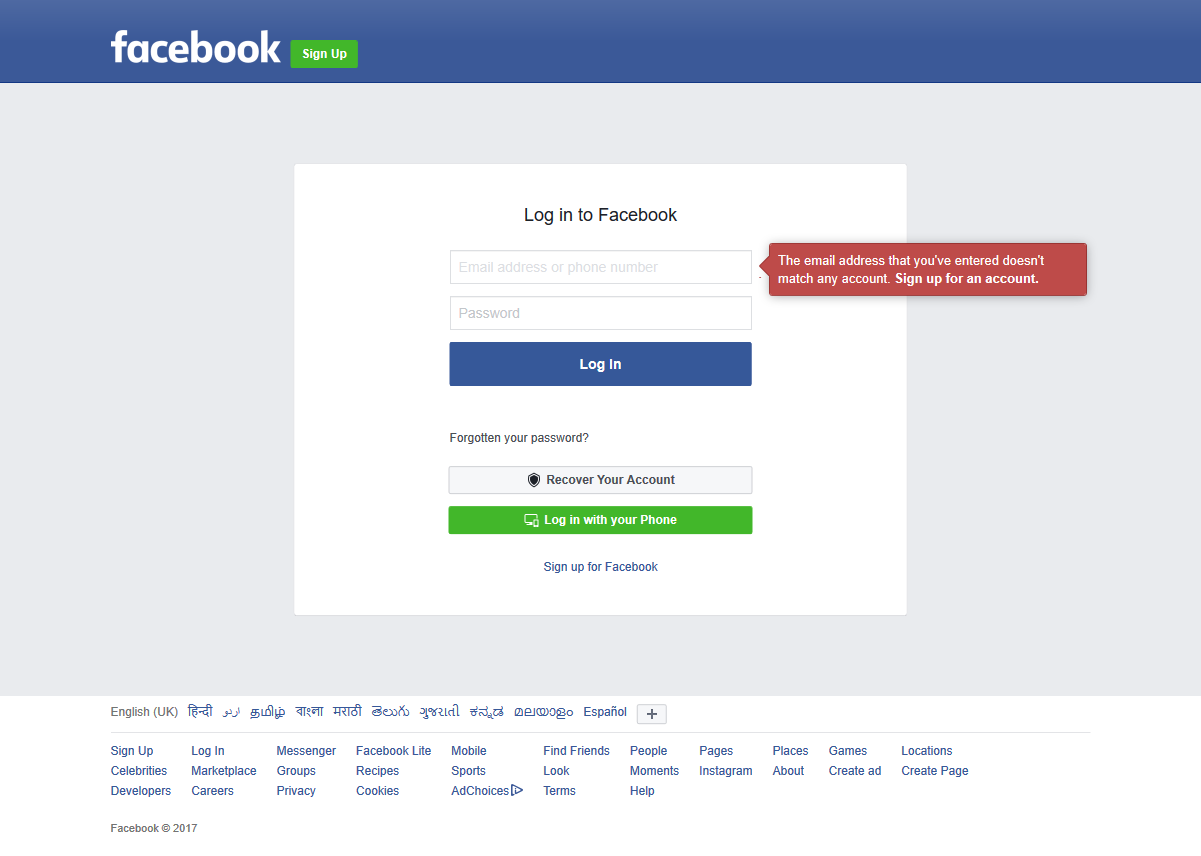 facebook Sign Up
Log in to Facebook
Email address or phone number
The email address that you've entered doesn't
match any account. Sign up for an account.
Password
Log In
Forgotten your password?
Recover Your Account
Log in with your Phone
Sign up for Facebook
English (UK) हिन्दी اردو தமிழ் বাংলা मराठी తెలుగు ગુજરાતી ಕನ್ನಡ മലയാളം Español +
Sign Up Log In Messenger Facebook Lite Mobile Find Friends People Pages Places Games Locations
Celebrities Marketplace Groups Recipes Sports Look Moments Instagram About Create ad Create Page
Developers Careers Privacy Cookies AdChoices Terms Help
Facebook © 2017